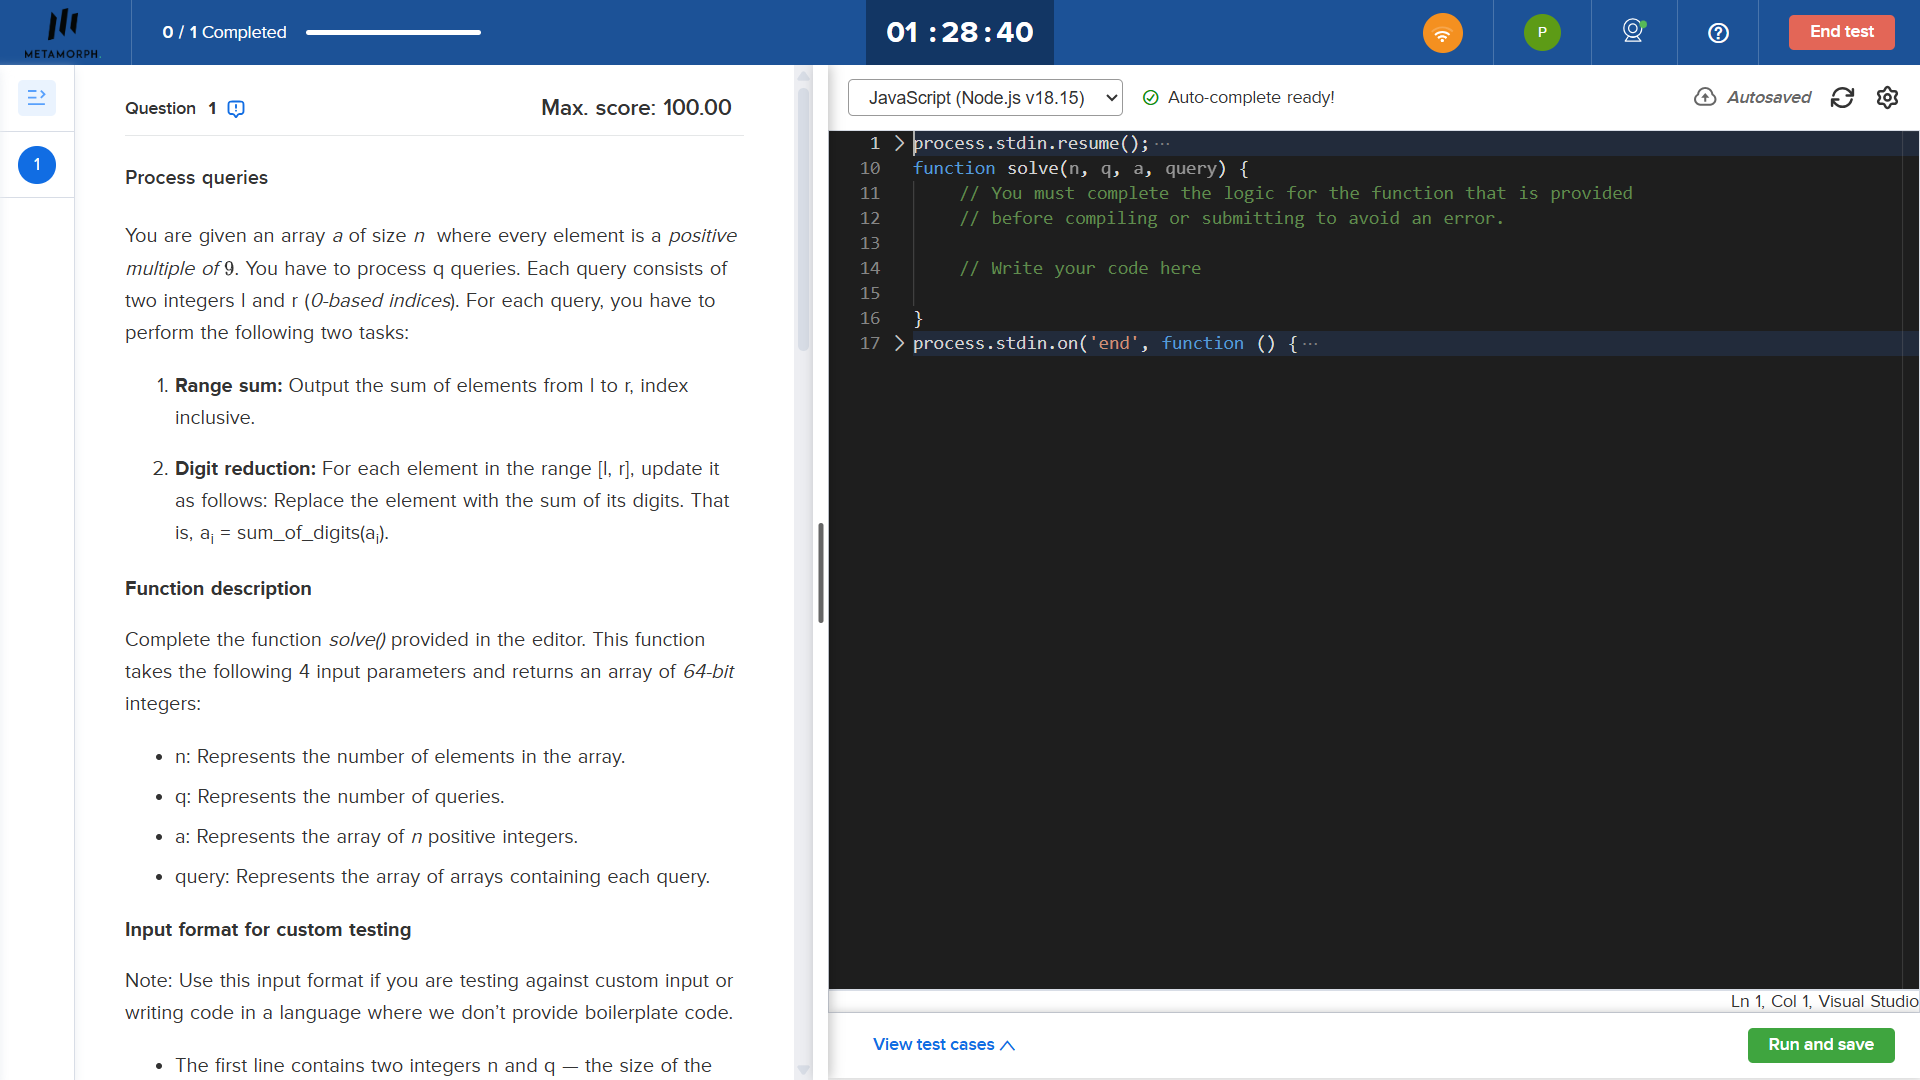 METAMORPH
0 / 1 Completed
01 : 28 : 40
P
End test
Question 1
Max. score: 100.00
1
Process queries
You are given an array a of size n where every element is a positive
multiple of 9. You have to process q queries. Each query consists of
two integers l and r (0-based indices). For each query, you have to
perform the following two tasks:
1. Range sum: Output the sum of elements from l to r, index
inclusive.
2. Digit reduction: For each element in the range [l, r], update it
as follows: Replace the element with the sum of its digits. That
is, ai = sum_of_digits(ai).
Function description
Complete the function solve() provided in the editor. This function
takes the following 4 input parameters and returns an array of 64-bit
integers:
• n: Represents the number of elements in the array.
• q: Represents the number of queries.
• a: Represents the array of n positive integers.
• query: Represents the array of arrays containing each query.
Input format for custom testing
Note: Use this input format if you are testing against custom input or
writing code in a language where we don't provide boilerplate code.
• The first line contains two integers n and q — the size of the
JavaScript (Node.js v18.15)
Auto-complete ready!
Autosaved
1 process.stdin.resume(); ···
10 function solve(n, q, a, query) {
11 // You must complete the logic for the function that is provided
12 // before compiling or submitting to avoid an error.
13
14 // Write your code here
15
16 }
17 process.stdin.on('end', function () { ···
Ln 1, Col 1, Visual Studio
View test cases
Run and save